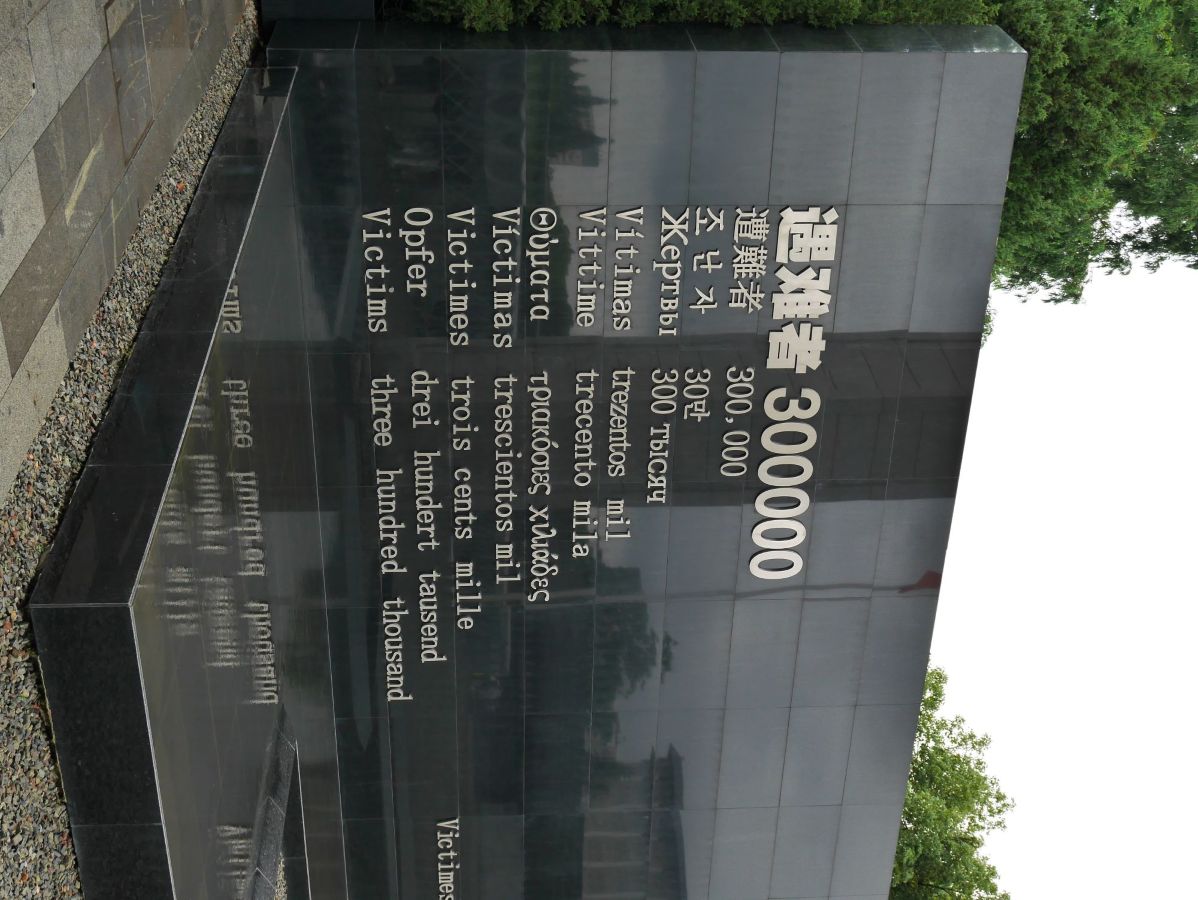 遇难者 300000
遭難者 300,000
조난자 30만
Жертвы 300 тысяч
Vítimas trezentos mil
Vittime trecento mila
Θύματα τριακόσιες χλιάδες
Víctimas trescientos mil
Victimes trois cents mille
Opfer drei hundert tausend
Victims three hundred thousand
Victimes